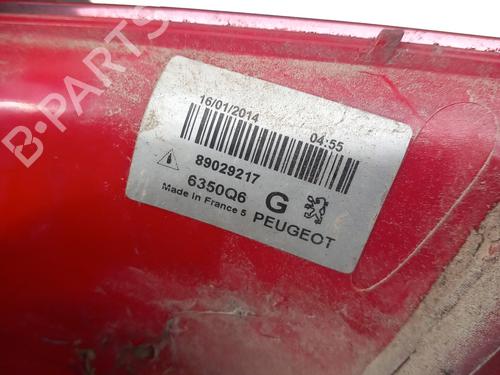 B-PARTS
16/01/2014 04:55
89029217
6350Q6 G
Made in France 5 PEUGEOT